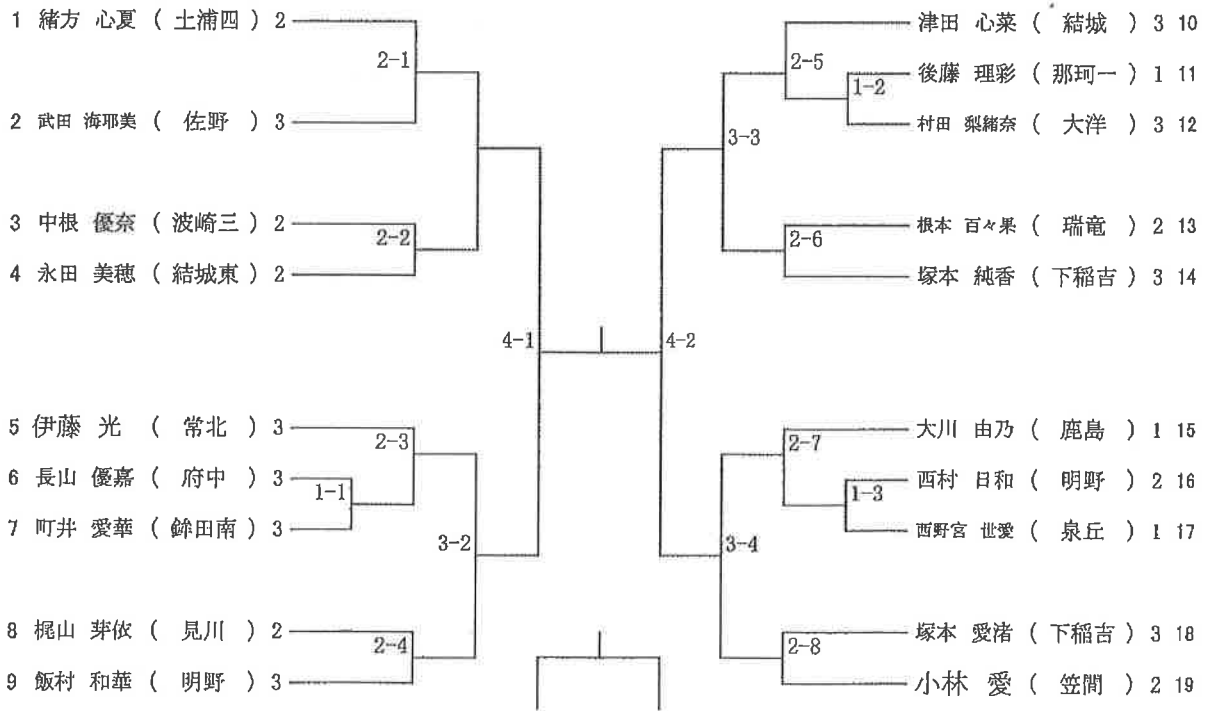 1 緒方 心夏 ( 土浦四 ) 2
2 武田 海耶美 ( 佐野 ) 3
3 中根 優奈 ( 波崎三 ) 2
4 永田 美穂 ( 結城東 ) 2
5 伊藤 光 ( 常北 ) 3
6 長山 優嘉 ( 府中 ) 3
7 町井 愛華 ( 鉾田南 ) 3
8 梶山 芽依 ( 見川 ) 2
9 飯村 和華 ( 明野 ) 3
2-1
2-2
2-3
1-1
3-2
2-4
4-1
4-2
3-3
2-5
1-2
2-6
2-7
1-3
3-4
2-8
津田 心菜 ( 結城 ) 3 10
後藤 理彩 ( 那珂一 ) 1 11
村田 梨緒奈 ( 大洋 ) 3 12
根本 百々果 ( 瑞竜 ) 2 13
塚本 純香 ( 下稲吉 ) 3 14
大川 由乃 ( 鹿島 ) 1 15
西村 日和 ( 明野 ) 2 16
西野宮 世愛 ( 泉丘 ) 1 17
塚本 愛渚 ( 下稲吉 ) 3 18
小林 愛 ( 笠間 ) 2 19